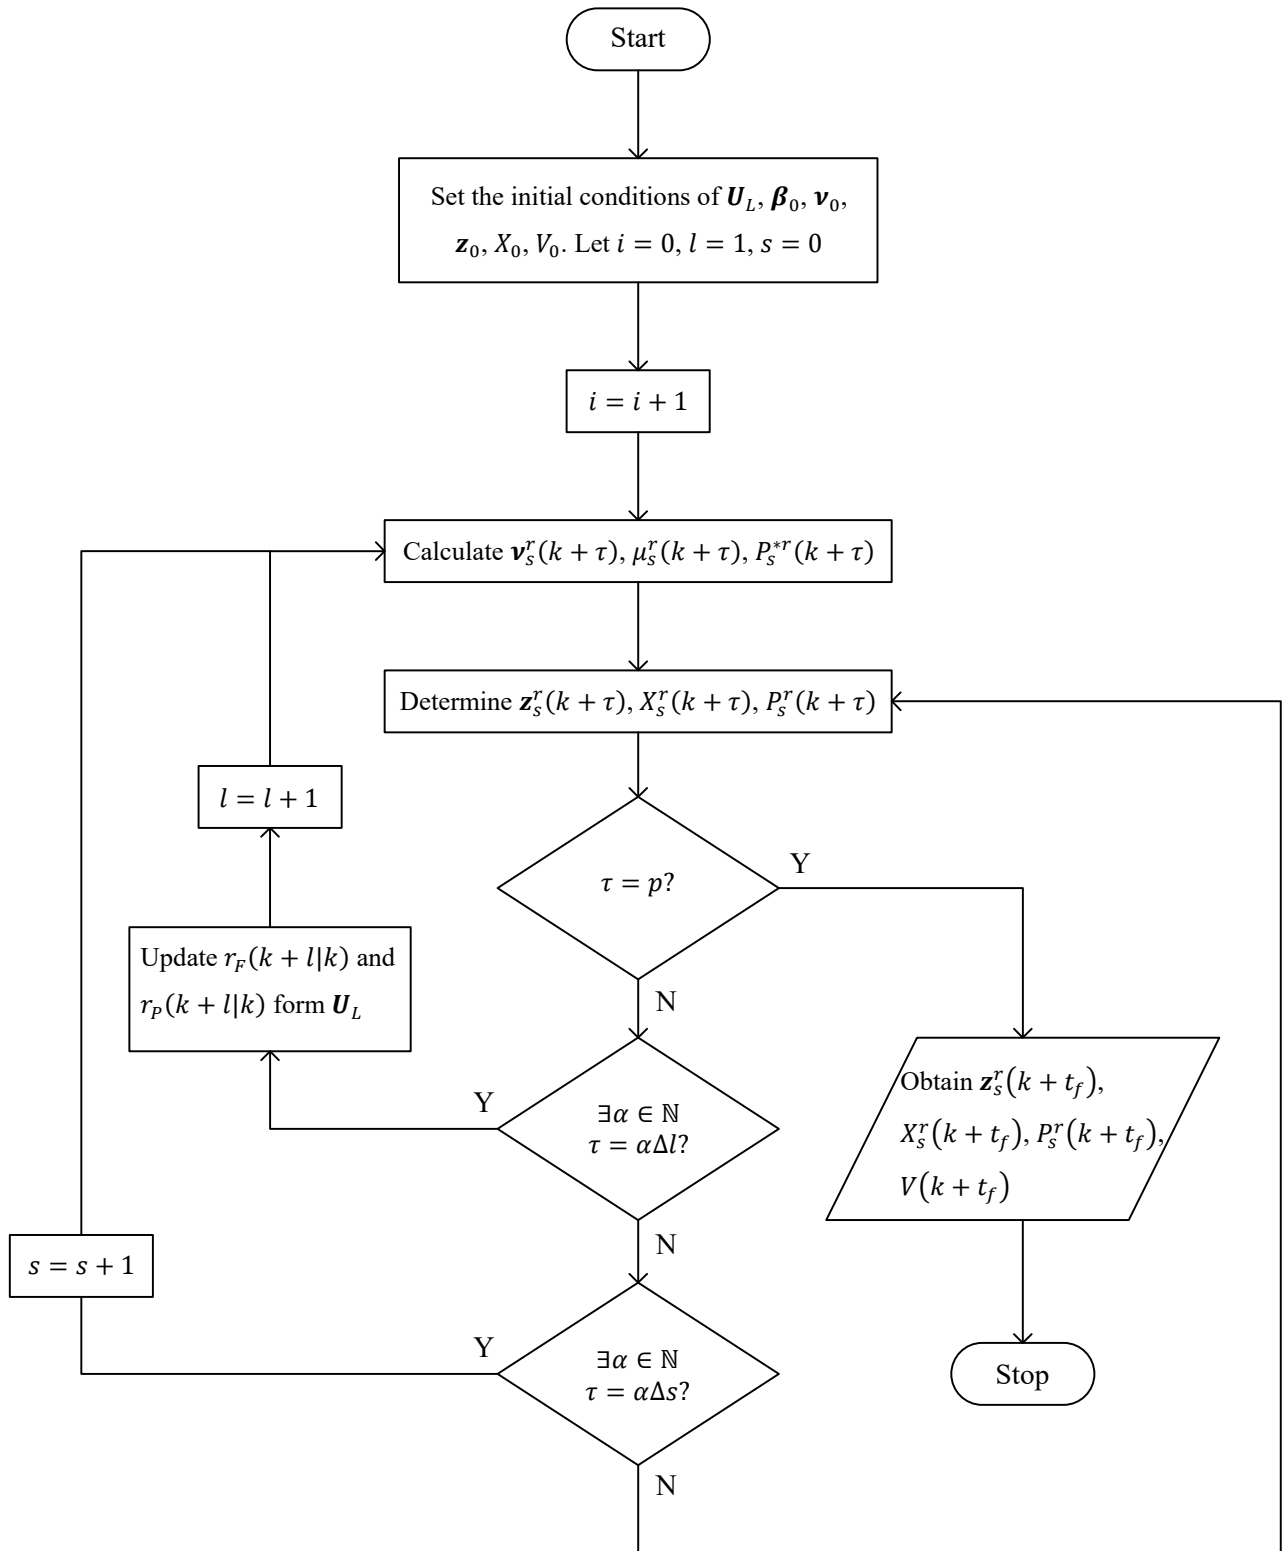 Start
Set the initial conditions of 𝑼_L, 𝜷_0, 𝝂_0,
𝒛_0, X_0, V_0. Let i = 0, l = 1, s = 0
i = i + 1
Calculate 𝝂_s^r(k + τ), μ_s^r(k + τ), P_s^{*r}(k + τ)
Determine 𝒛_s^r(k + τ), X_s^r(k + τ), P_s^r(k + τ)
l = l + 1
τ = p?
Y
N
Update r_F(k + l|k) and
r_P(k + l|k) form 𝑼_L
Y
∃α ∈ ℕ
τ = αΔl?
N
Obtain 𝒛_s^r(k + t_f),
X_s^r(k + t_f), P_s^r(k + t_f),
V(k + t_f)
s = s + 1
Y
∃α ∈ ℕ
τ = αΔs?
N
Stop